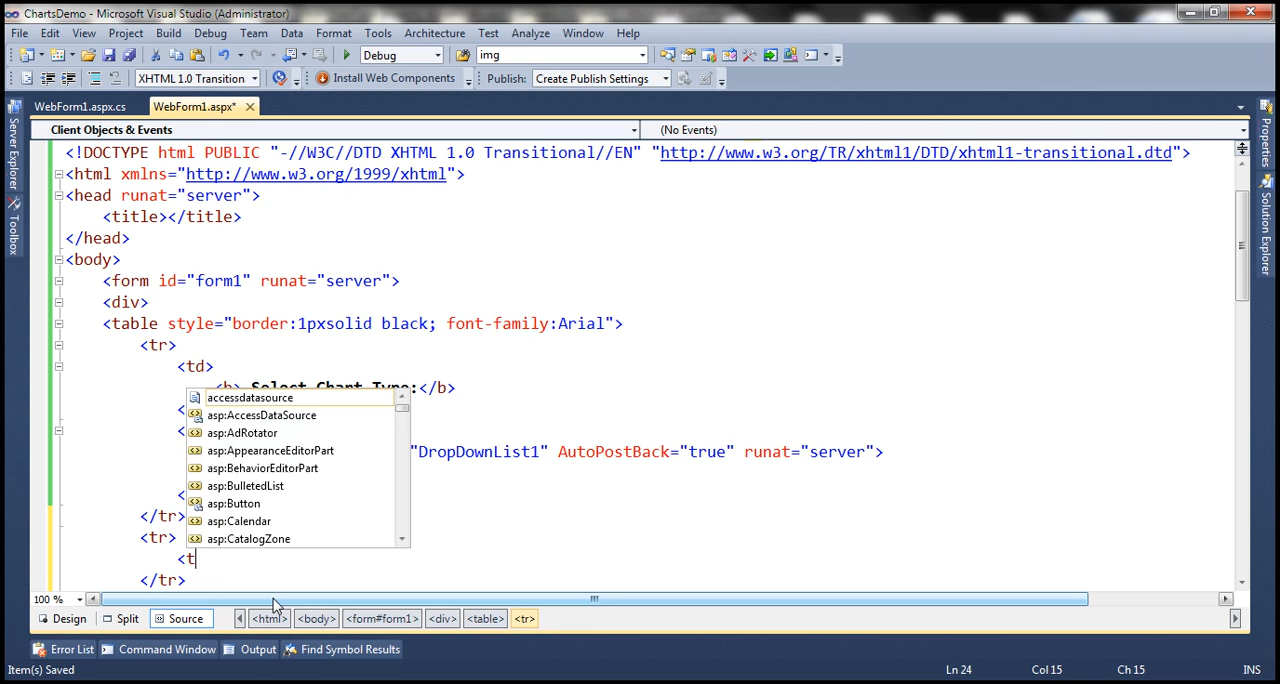 ChartsDemo - Microsoft Visual Studio (Administrator)
File Edit View Project Build Debug Team Data Format Tools Architecture Test Analyze Window Help
Debug img
XHTML 1.0 Transition Install Web Components Publish: Create Publish Settings
WebForm1.aspx.cs WebForm1.aspx*
Client Objects & Events (No Events)
Server Explorer
Toolbox
Properties
Solution Explorer
<!DOCTYPE html PUBLIC "-//W3C//DTD XHTML 1.0 Transitional//EN" "http://www.w3.org/TR/xhtml1/DTD/xhtml1-transitional.dtd">
<html xmlns="http://www.w3.org/1999/xhtml">
<head runat="server">
<title></title>
</head>
<body>
<form id="form1" runat="server">
<div>
<table style="border:1pxsolid black; font-family:Arial">
<tr>
<td>
<b> Select Chart Type:</b>
<
<
"DropDownList1" AutoPostBack="true" runat="server">
<
</tr>
<tr>
<t
</tr>
accessdatasource
asp:AccessDataSource
asp:AdRotator
asp:AppearanceEditorPart
asp:BehaviorEditorPart
asp:BulletedList
asp:Button
asp:Calendar
asp:CatalogZone
100 %
Design Split Source <html> <body> <form#form1> <div> <table> <tr>
Error List Command Window Output Find Symbol Results
Item(s) Saved Ln 24 Col 15 Ch 15 INS